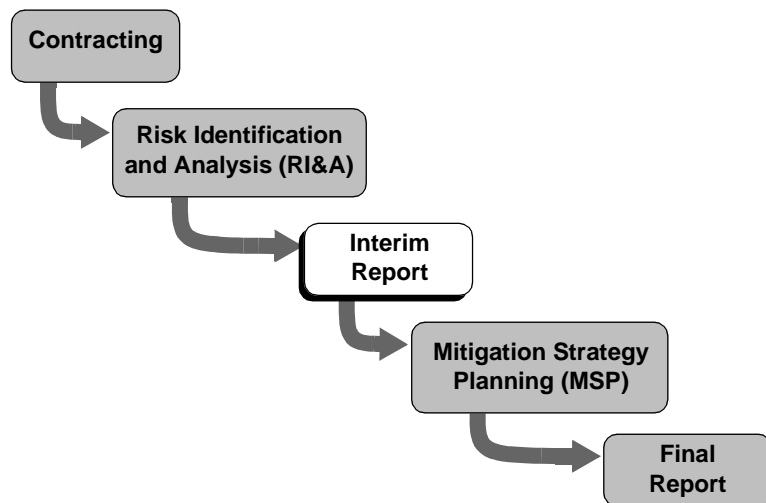 Contracting
Risk Identification
and Analysis (RI&A)
Interim
Report
Mitigation Strategy
Planning (MSP)
Final
Report